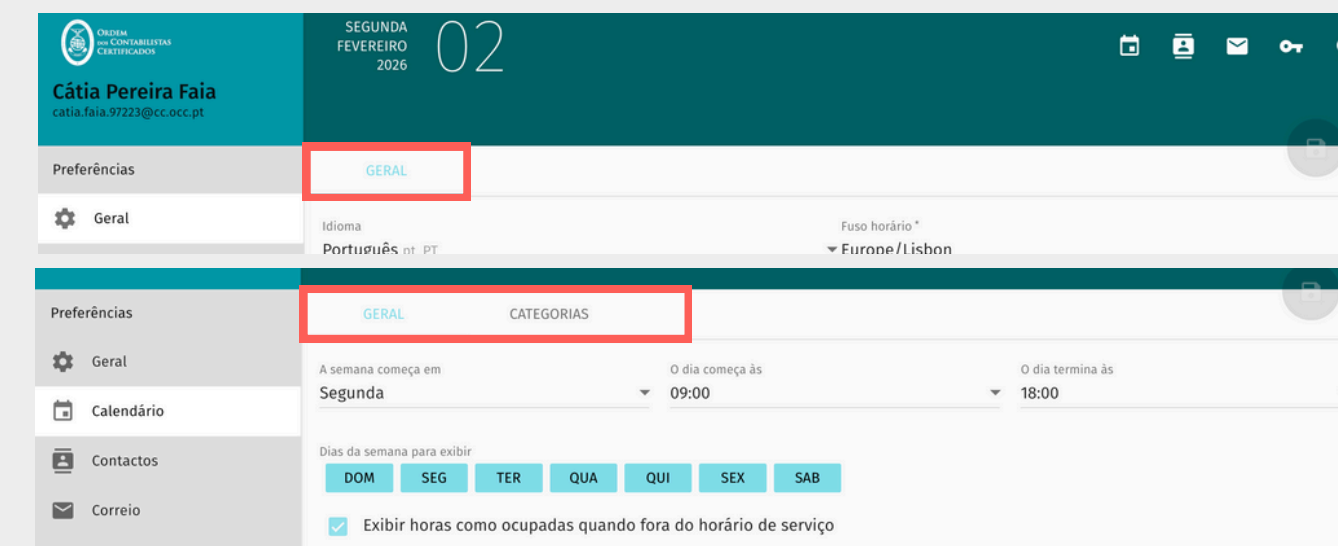 ORDEM
DOS CONTABILISTAS
CERTIFICADOS
Cátia Pereira Faia
catia.faia.97223@cc.occ.pt
SEGUNDA
FEVEREIRO
2026
02
Preferências
GERAL
Geral
Idioma
Fuso horário *
Português pt_PT
Europe/Lisbon
Preferências
GERAL CATEGORIAS
Geral
A semana começa em
O dia começa às
O dia termina às
Segunda
09:00
18:00
Calendário
Contactos
Dias da semana para exibir
DOM SEG TER QUA QUI SEX SAB
Correio
Exibir horas como ocupadas quando fora do horário de serviço